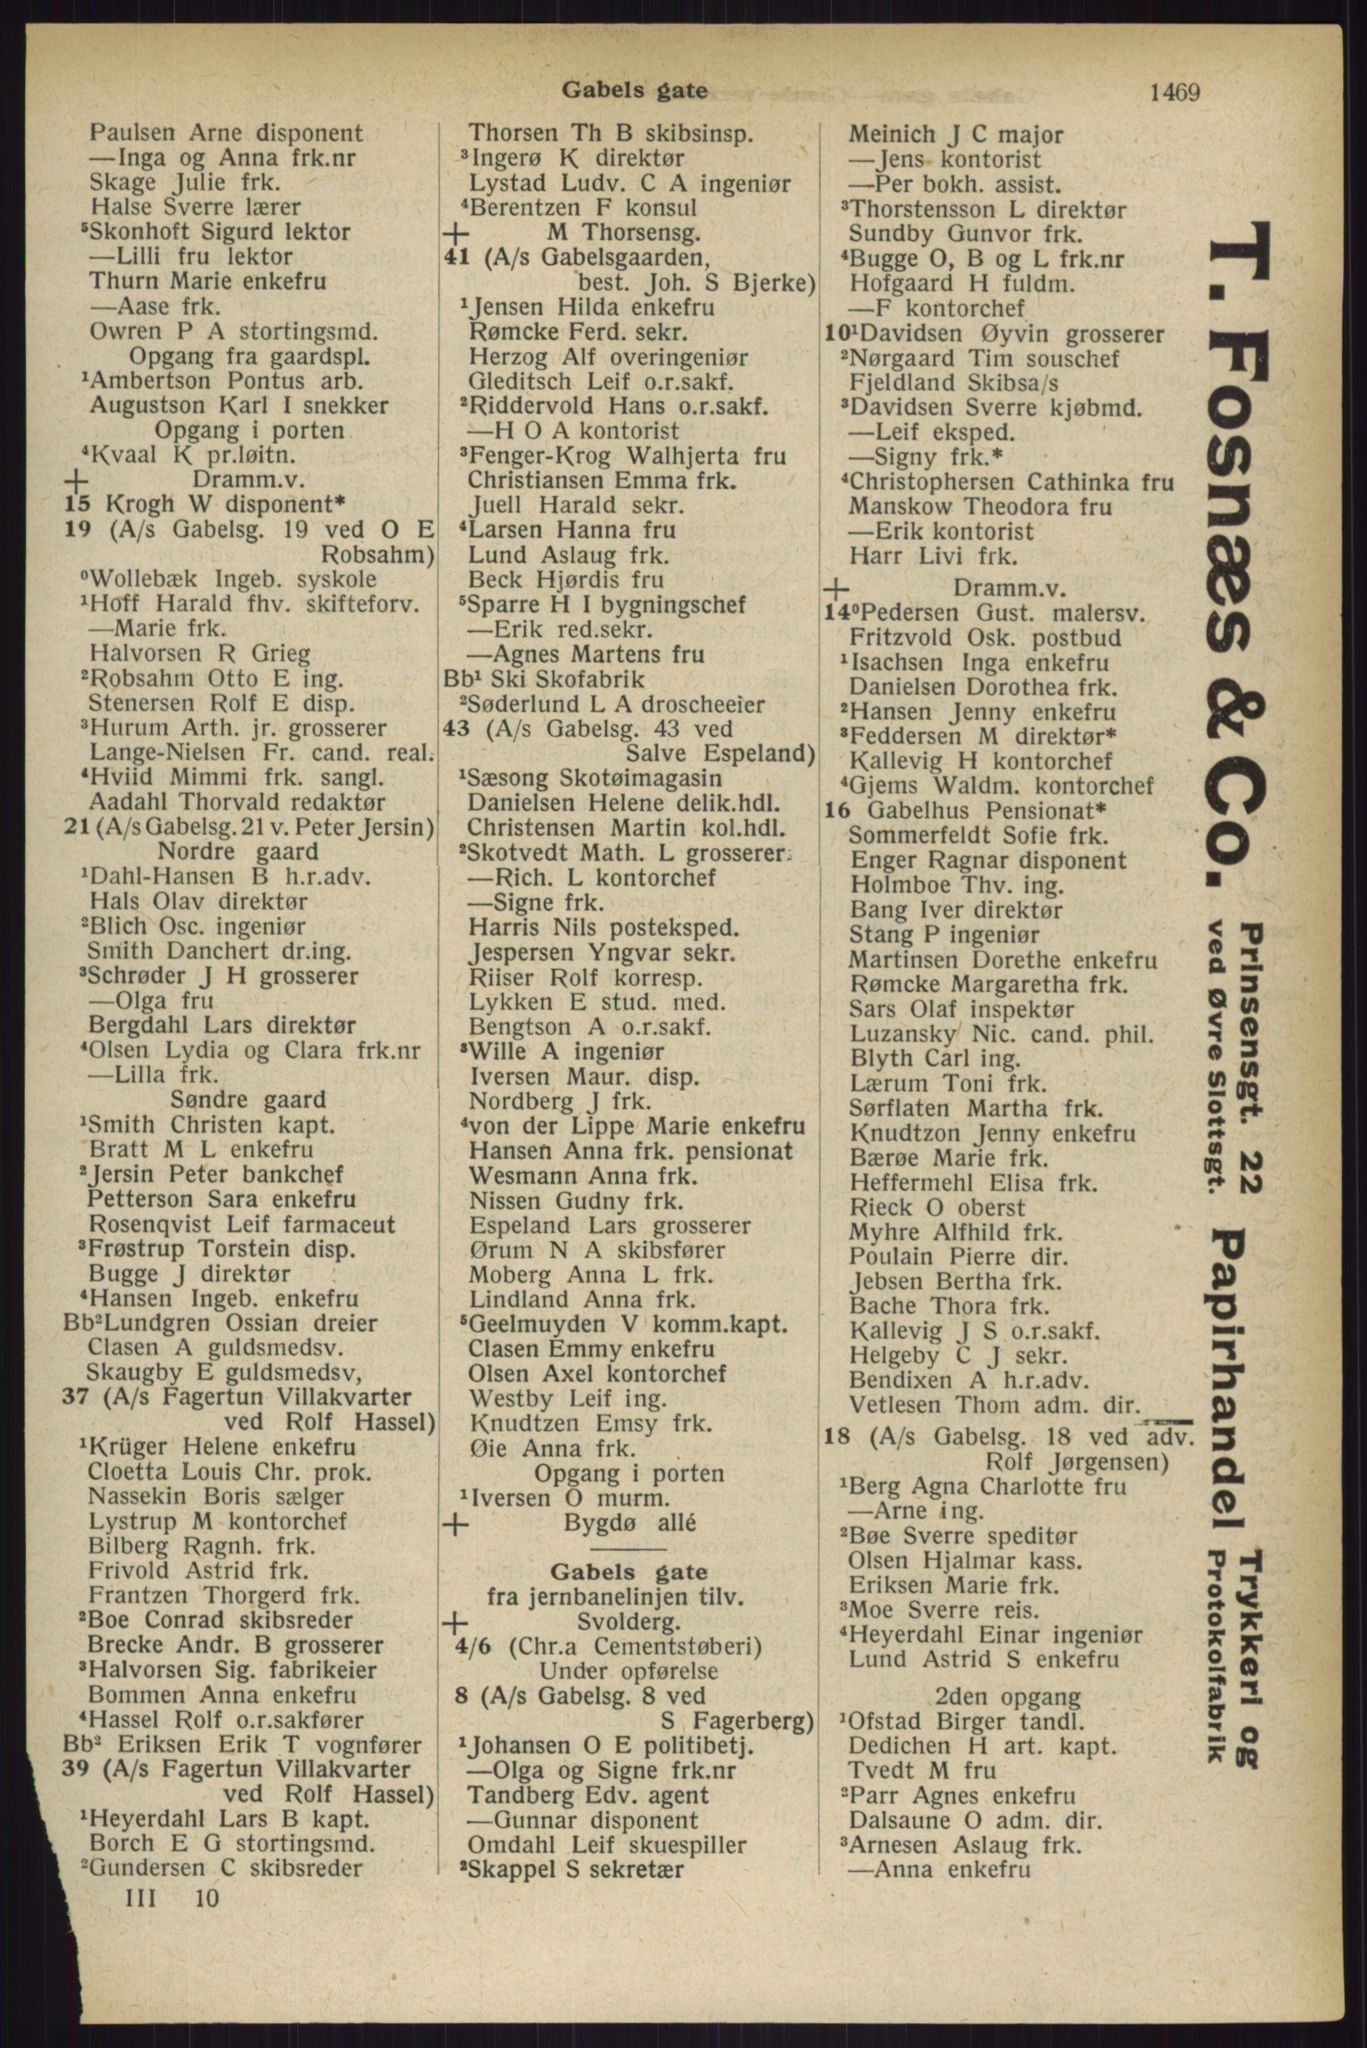 Gabels gate
1469
Paulsen Arne disponent
—Inga og Anna frk.nr
Skage Julie frk.
Halse Sverre lærer
⁵Skonhoft Sigurd lektor
—Lilli fru lektor
Thurn Marie enkefru
—Aase frk.
Owren P A stortingsmd.
Opgang fra gaardspl.
¹Ambertson Pontus arb.
Augustson Karl I snekker
Opgang i porten
⁴Kvaal K pr.løitn.
+ Dramm.v.
15 Krogh W disponent*
19 (A/s Gabelsg. 19 ved O E
Robsahm)
⁰Wollebæk Ingeb. syskole
¹Hoff Harald fhv. skifteforv.
—Marie frk.
Halvorsen R Grieg
²Robsahm Otto E ing.
Stenersen Rolf E disp.
³Hurum Arth. jr. grosserer
Lange-Nielsen Fr. cand. real.
⁴Hviid Mimmi frk. sangl.
Aadahl Thorvald redaktør
21 (A/s Gabelsg. 21 v. Peter Jersin)
Nordre gaard
¹Dahl-Hansen B h.r.adv.
Hals Olav direktør
²Blich Osc. ingeniør
Smith Danchert dr.ing.
³Schrøder J H grosserer
—Olga fru
Bergdahl Lars direktør
⁴Olsen Lydia og Clara frk.nr
—Lilla frk.
Søndre gaard
¹Smith Christen kapt.
Bratt M L enkefru
²Jersin Peter bankchef
Petterson Sara enkefru
Rosenqvist Leif farmaceut
³Frøstrup Torstein disp.
Bugge J direktør
⁴Hansen Ingeb. enkefru
Bb²Lundgren Ossian dreier
Clasen A guldsmedsv.
Skaugby E guldsmedsv,
37 (A/s Fagertun Villakvarter
ved Rolf Hassel)
¹Krüger Helene enkefru
Cloetta Louis Chr. prok.
Nassekin Boris sælger
Lystrup M kontorchef
Bilberg Ragnh. frk.
Frivold Astrid frk.
Frantzen Thorgerd frk.
²Boe Conrad skibsreder
Brecke Andr. B grosserer
³Halvorsen Sig. fabrikeier
Bommen Anna enkefru
⁴Hassel Rolf o.r.sakfører
Bb² Eriksen Erik T vognfører
39 (A/s Fagertun Villakvarter
ved Rolf Hassel)
¹Heyerdahl Lars B kapt.
Borch E G stortingsmd.
²Gundersen C skibsreder
III 10
Thorsen Th B skibsinsp.
³Ingerø K direktør
Lystad Ludv. C A ingeniør
⁴Berentzen F konsul
+ M Thorsensg.
41 (A/s Gabelsgaarden,
best. Joh. S Bjerke)
¹Jensen Hilda enkefru
Rømcke Ferd. sekr.
Herzog Alf overingeniør
Gleditsch Leif o.r.sakf.
²Riddervold Hans o.r.sakf.
—H O A kontorist
³Fenger-Krog Walhjerta fru
Christiansen Emma frk.
Juell Harald sekr.
⁴Larsen Hanna fru
Lund Aslaug frk.
Beck Hjørdis fru
⁵Sparre H I bygningschef
—Erik red.sekr.
—Agnes Martens fru
Bb¹ Ski Skofabrik
²Søderlund L A droscheeier
43 (A/s Gabelsg. 43 ved
Salve Espeland)
¹Sæsong Skotøimagasin
Danielsen Helene delik.hdl.
Christensen Martin kol.hdl.
²Skotvedt Math. L grosserer.
—Rich. L kontorchef
—Signe frk.
Harris Nils posteksped.
Jespersen Yngvar sekr.
Riiser Rolf korresp.
Lykken E stud. med.
Bengtson A o.r.sakf.
³Wille A ingeniør
Iversen Maur. disp.
Nordberg J frk.
⁴von der Lippe Marie enkefru
Hansen Anna frk. pensionat
Wesmann Anna frk.
Nissen Gudny frk.
Espeland Lars grosserer
Ørum N A skibsfører
Moberg Anna L frk.
Lindland Anna frk.
⁵Geelmuyden V komm.kapt.
Clasen Emmy enkefru
Olsen Axel kontorchef
Westby Leif ing.
Knudtzen Emsy frk.
Øie Anna frk.
Opgang i porten
¹Iversen O murm.
+ Bygdø allé
Gabels gate
fra jernbanelinjen tilv.
+ Svolderg.
4/6 (Chr.a Cementstøberi)
Under opførelse
8 (A/s Gabelsg. 8 ved
S Fagerberg)
¹Johansen O E politibetj.
—Olga og Signe frk.nr
Tandberg Edv. agent
—Gunnar disponent
Omdahl Leif skuespiller
²Skappel S sekretær
Meinich J C major
—Jens kontorist
—Per bokh. assist.
³Thorstensson L direktør
Sundby Gunvor frk.
⁴Bugge O, B og L frk.nr
Hofgaard H fuldm.
—F kontorchef
10¹Davidsen Øyvin grosserer
²Nørgaard Tim souschef
Fjeldland Skibsa/s
³Davidsen Sverre kjøbmd.
—Leif eksped.
—Signy frk.*
⁴Christophersen Cathinka fru
Manskow Theodora fru
—Erik kontorist
Harr Livi frk.
+ Dramm.v.
14⁰Pedersen Gust. malersv.
Fritzvold Osk. postbud
¹Isachsen Inga enkefru
Danielsen Dorothea frk.
²Hansen Jenny enkefru
³Feddersen M direktør*
Kallevig H kontorchef
⁴Gjems Waldm. kontorchef
16 Gabelhus Pensionat*
Sommerfeldt Sofie frk.
Enger Ragnar disponent
Holmboe Thv. ing.
Bang Iver direktør
Stang P ingeniør
Martinsen Dorethe enkefru
Rømcke Margaretha frk.
Sars Olaf inspektør
Luzansky Nic. cand. phil.
Blyth Carl ing.
Lærum Toni frk.
Sørflaten Martha frk.
Knudtzon Jenny enkefru
Bærøe Marie frk.
Heffermehl Elisa frk.
Rieck O oberst
Myhre Alfhild frk.
Poulain Pierre dir.
Jebsen Bertha frk.
Bache Thora frk.
Kallevig J S o.r.sakf.
Helgeby C J sekr.
Bendixen A h.r.adv.
Vetlesen Thom adm. dir.
18 (A/s Gabelsg. 18 ved adv.
Rolf Jørgensen)
¹Berg Agna Charlotte fru
—Arne ing.
²Bøe Sverre speditør
Olsen Hjalmar kass.
Eriksen Marie frk.
³Moe Sverre reis.
⁴Heyerdahl Einar ingeniør
Lund Astrid S enkefru
2den opgang
¹Ofstad Birger tandl.
Dedichen H art. kapt.
Tvedt M fru
²Parr Agnes enkefru
Dalsaune O adm. dir.
³Arnesen Aslaug frk.
—Anna enkefru
T. Fosnæs & Co.
Prinsensgt. 22
ved øvre Slottsgt.
Papirhandel
Trykkeri og
Protokolfabrik